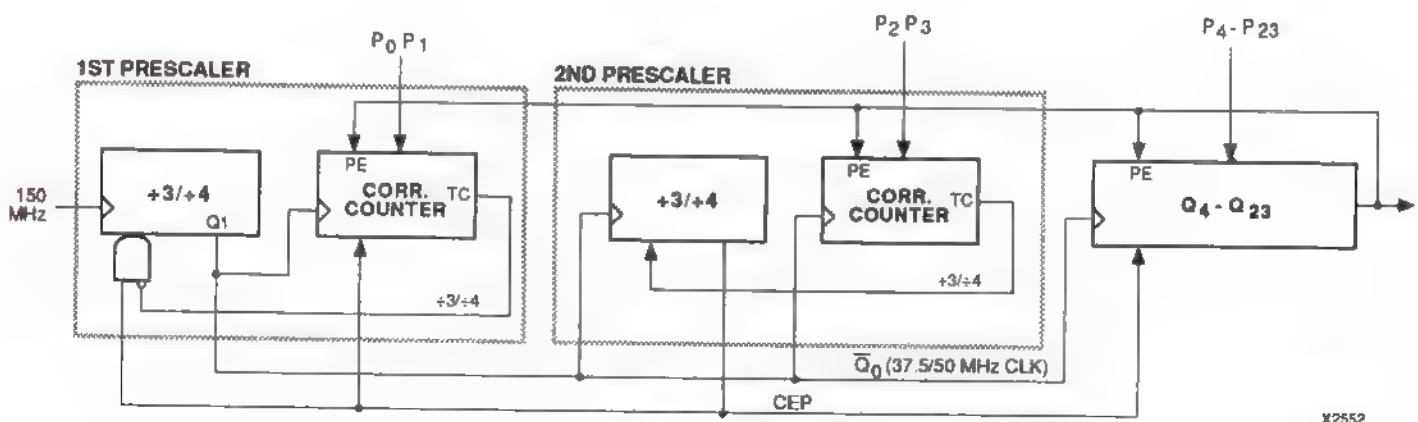 P0 P1
P2 P3
P4 - P23
1ST PRESCALER
2ND PRESCALER
150
MHz
÷3/÷4
Q1
PE
CORR.
COUNTER
TC
÷3/÷4
÷3/÷4
PE
CORR.
COUNTER
TC
÷3/÷4
PE
Q4 - Q23
Q̅0 (37.5/50 MHz CLK)
CEP
X2552